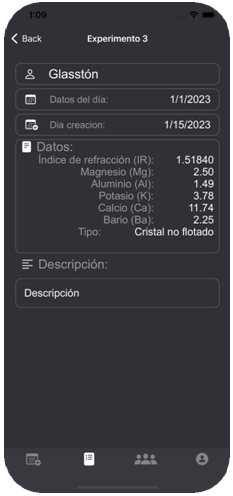 1:09
Back Experimento 3
Glasstón
Datos del día: 1/1/2023
Dia creacion: 1/15/2023
Datos:
Índice de refracción (IR): 1.51840
Magnesio (Mg): 2.50
Aluminio (Al): 1.49
Potasio (K): 3.78
Calcio (Ca): 11.74
Bario (Ba): 2.25
Tipo: Cristal no flotado
Descripción:
Descripción